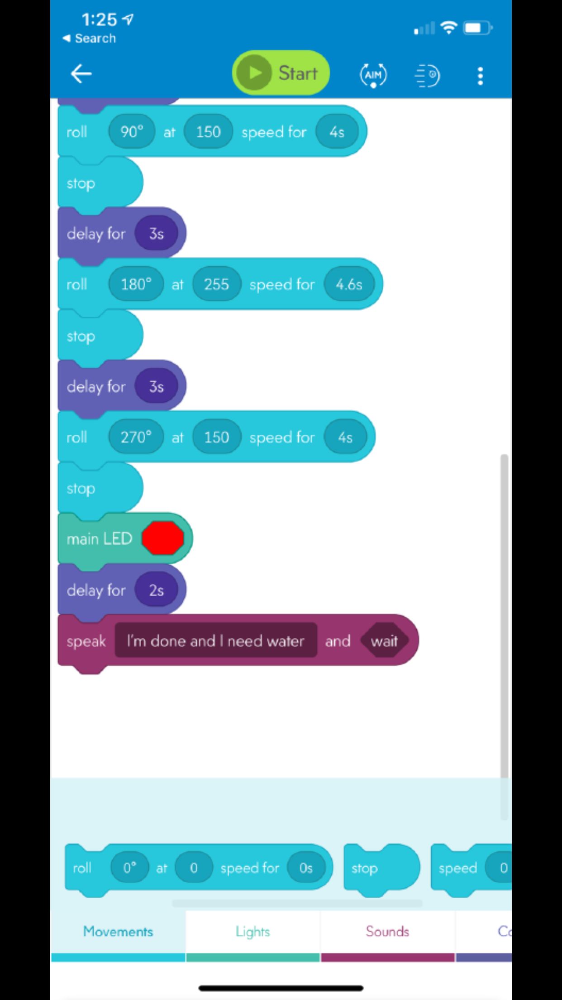 1:25
Search
Start
AIM
roll 90° at 150 speed for 4s
stop
delay for 3s
roll 180° at 255 speed for 4.6s
stop
delay for 3s
roll 270° at 150 speed for 4s
stop
main LED
delay for 2s
speak I'm done and I need water and wait
roll 0° at 0 speed for 0s stop speed 0
Movements Lights Sounds Co